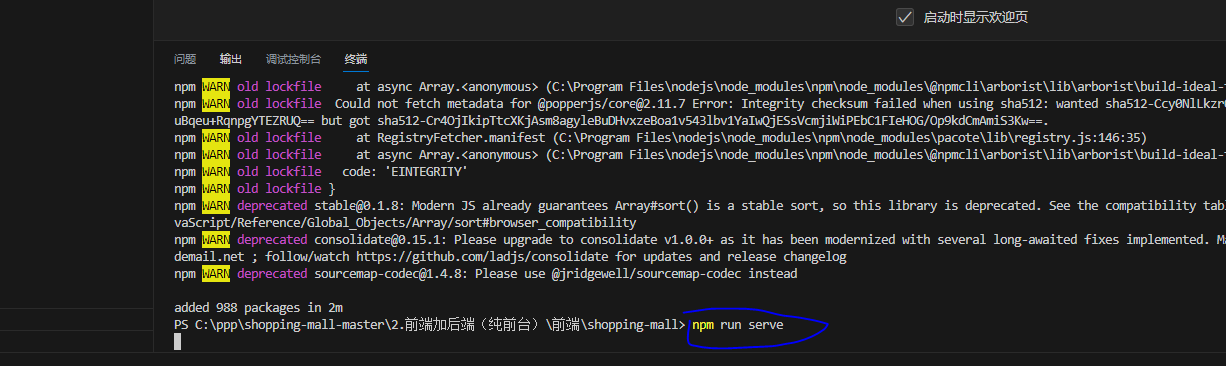 启动时显示欢迎页
问题 输出 调试控制台 终端
npm WARN old lockfile     at async Array.<anonymous> (C:\Program Files\nodejs\node_modules\npm\node_modules\@npmcli\arborist\lib\arborist\build-ideal-
npm WARN old lockfile  Could not fetch metadata for @popperjs/core@2.11.7 Error: Integrity checksum failed when using sha512: wanted
uBqeu+RqnpgYTEZRUQ== but got sha512-Cr4OjIkipTtcXKjAsm8agyleBuDHvxzeBoa1v543lbv1YaIwQjESsVcmjiWiPEbC1FIeHOG/Op9kdCmAmiS3Kw==.
npm WARN old lockfile     at RegistryFetcher.manifest (C:\Program Files\nodejs\node_modules\npm\node_modules\pacote\lib\registry.js:146:35)
npm WARN old lockfile     at async Array.<anonymous> (C:\Program Files\nodejs\node_modules\npm\node_modules\@npmcli\arborist\lib\arborist\build-ideal-
npm WARN old lockfile   code: 'EINTEGRITY'
npm WARN old lockfile }
npm WARN deprecated stable@0.1.8: Modern JS already guarantees Array#sort() is a stable sort, so this library is deprecated. See the compatibility tab
vaScript/Reference/Global_Objects/Array/sort#browser_compatibility
npm WARN deprecated consolidate@0.15.1: Please upgrade to consolidate v1.0.0+ as it has been modernized with several long-awaited fixes implemented. Ma
demail.net ; follow/watch https://github.com/ladjs/consolidate for updates and release changelog
npm WARN deprecated sourcemap-codec@1.4.8: Please use @jridgewell/sourcemap-codec instead
added 988 packages in 2m
PS C:\ppp\shopping-mall-master\2.前端加后端（纯前台）\前端\shopping-mall> npm run serve